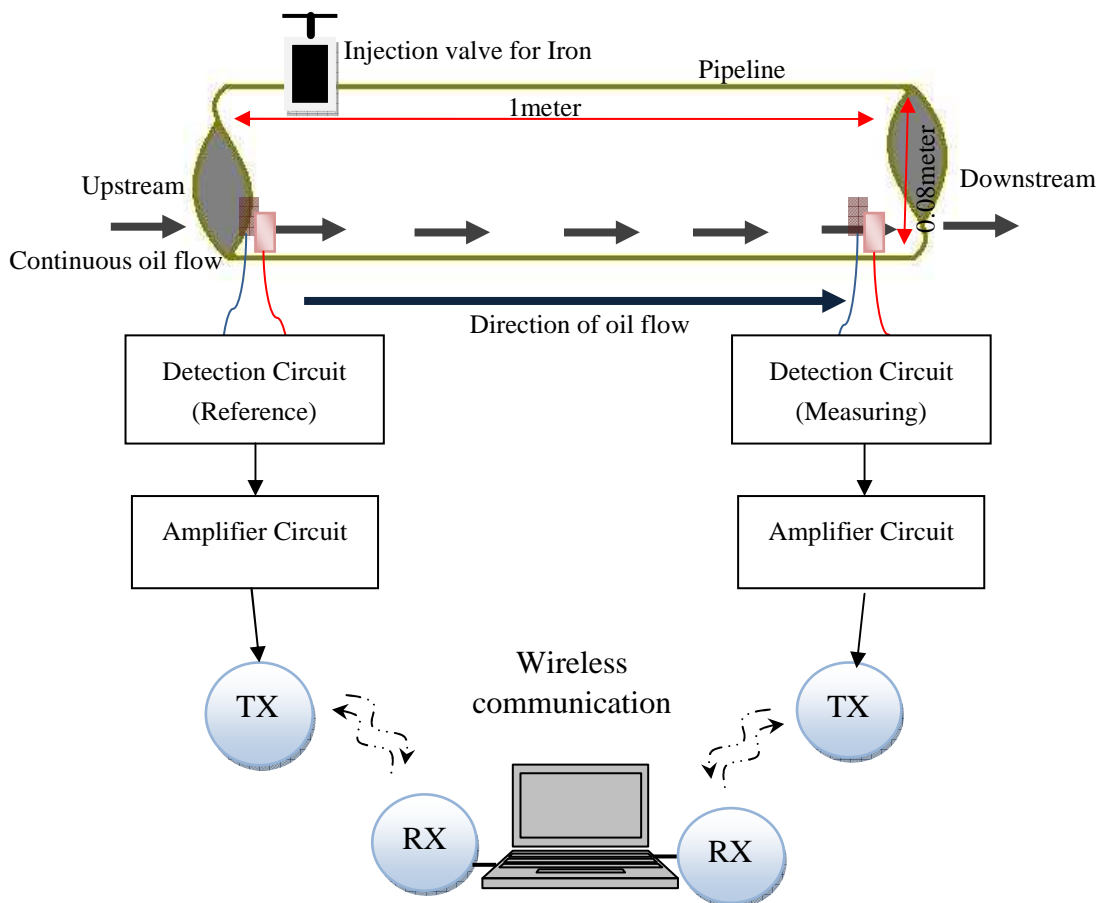 Injection valve for Iron
Pipeline
1meter
Upstream
0.08meter
Downstream
Continuous oil flow
Direction of oil flow
Detection Circuit
(Reference)
Detection Circuit
(Measuring)
Amplifier Circuit
Amplifier Circuit
Wireless
communication
TX
TX
RX
RX